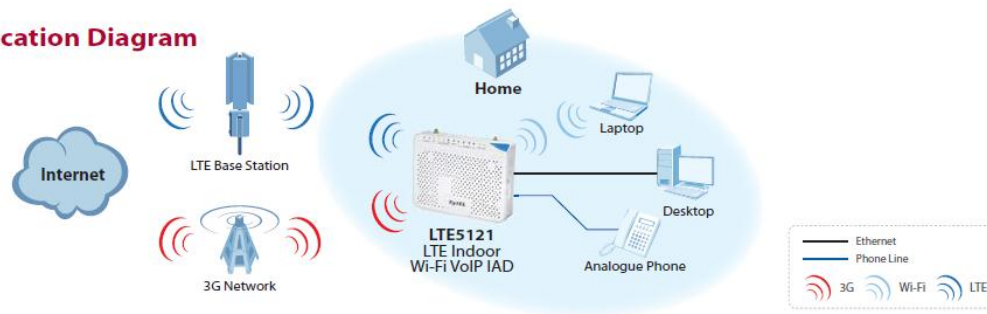 cation Diagram
Home
Laptop
Internet
LTE Base Station
Desktop
ZyXEL
LTE5121
LTE Indoor
Wi-Fi VoIP IAD
Analogue Phone
3G Network
Ethernet
Phone Line
3G Wi-Fi LTE